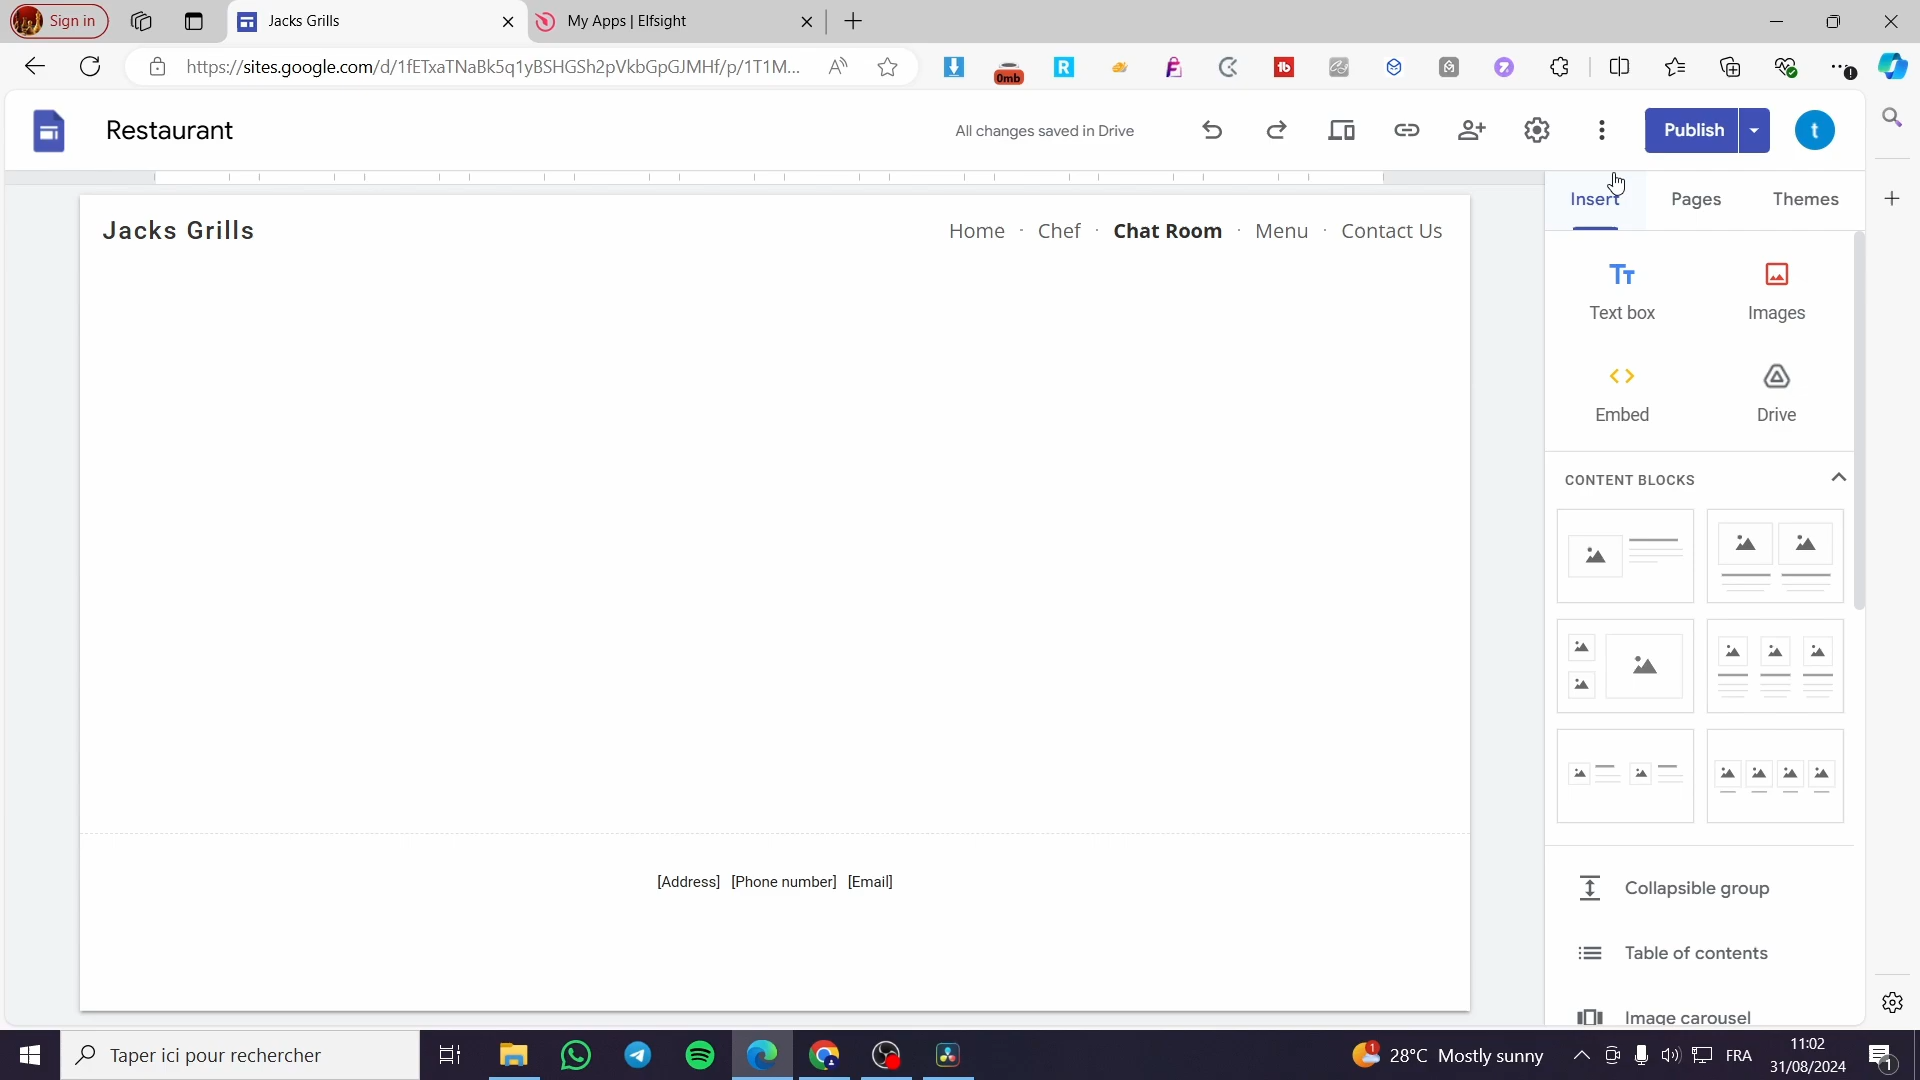 Sign in
Jacks Grills
My Apps | Elfsight
https://sites.google.com/d/1fETxaTNaBk5q1yBSHGSh2pVkbGpGJMHf/p/1T1M...
0mb
Restaurant
All changes saved in Drive
Publish
t
Insert
Pages
Themes
Jacks Grills
Home · Chef · Chat Room · Menu · Contact Us
Text box
Images
Embed
Drive
CONTENT BLOCKS
Collapsible group
Table of contents
Image carousel
[Address] [Phone number] [Email]
Taper ici pour rechercher
1
28°C Mostly sunny
FRA
11:02
31/08/2024
1